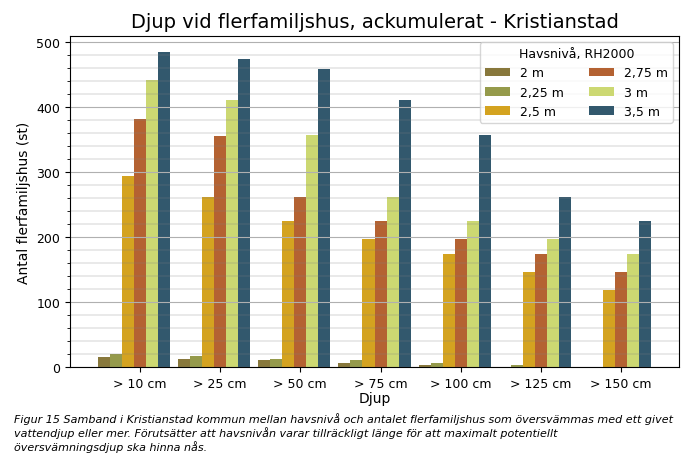 Djup vid flerfamiljshus, ackumulerat - Kristianstad
Havsnivå, RH2000
2 m
2,25 m
2,5 m
2,75 m
3 m
3,5 m
Antal flerfamiljshus (st)
500
400
300
200
100
0
> 10 cm
> 25 cm
> 50 cm
> 75 cm
> 100 cm
> 125 cm
> 150 cm
Djup
Figur 15 Samband i Kristianstad kommun mellan havsnivå och antalet flerfamiljshus som översvämmas med ett givet
vattendjup eller mer. Förutsätter att havsnivån varar tillräckligt länge för att maximalt potentiellt
översvämningsdjup ska hinna nås.